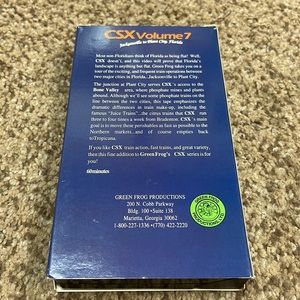 CSX Volume 7
Jacksonville to Plant City, Florida
Most non-Floridians think of Florida as being flat! Well,
CSX doesn't, and this video will prove that Florida's
landscape is anything but flat. Green Frog takes you on a
tour of the exciting, and frequent train operations between
two major cities in Florida, Jacksonville to Plant City.
The junction at Plant City serves CSX's access to
Bone Valley area, where phosphate mines and plants
abound. Although we'll see some phosphate trains on the
line between the two cities, this tape emphasizes the
dramatic differences in train make-up, including the
famous "Juice Trains", the citrus trains that CSX run
three to four times a week from Bradenton. CSX's main
goal is to move these perishables as fast as possible to the
Northern markets...and of course empties back
to Tropicana.
If you like CSX train action, fast trains, and great variety,
then this fine addition to Green Frog's CSX series is for
you!
60 minutes
GREEN FROG PRODUCTIONS
200 N. Cobb Parkway
Bldg. 100 • Suite 138
Marietta, Georgia 30062
1-800-227-1336 • (770) 422-2220
GREEN FROG